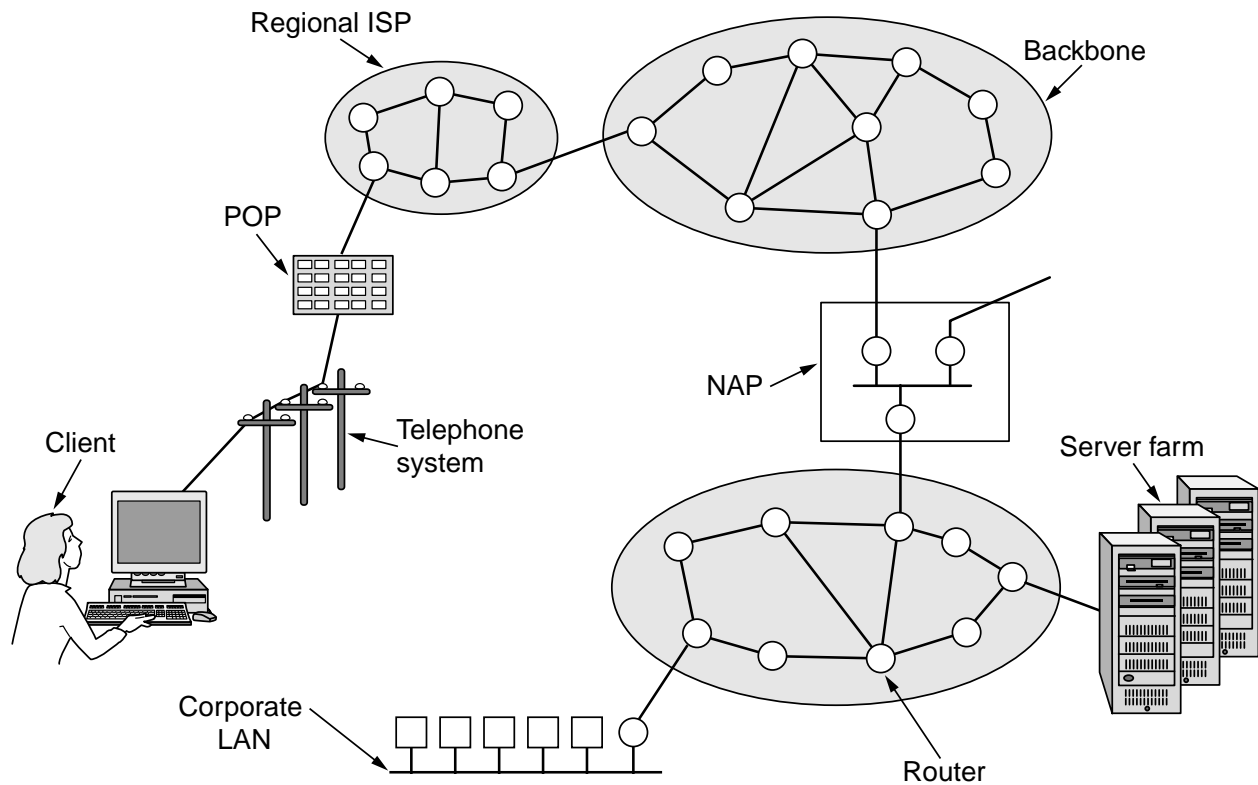 Regional ISP
Backbone
POP
NAP
Telephone
system
Client
Server farm
Corporate
LAN
Router